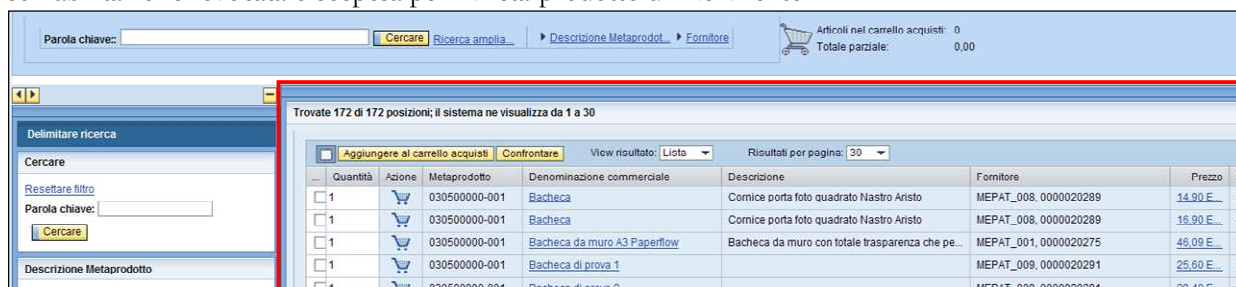 Parola chiave:: Cercare Ricerca amplia... Descrizione Metaprodot... Fornitore Articoli nel carrello acquisti: 0
Totale parziale: 0,00
Trovate 172 di 172 posizioni; il sistema ne visualizza da 1 a 30
Delimitare ricerca
Aggiungere al carrello acquisti Confrontare View risultato: Lista Risultati per pagina: 30
Cercare
... Quantità Azione Metaprodotto Denominazione commerciale Descrizione Fornitore Prezzo
Resettare filtro
1 030500000-001 Bacheca Cornice porta foto quadrato Nastro Aristo MEPAT_008, 0000020289 14,90 E...
Parola chiave:
1 030500000-001 Bacheca Cornice porta foto quadrato Nastro Aristo MEPAT_008, 0000020289 16,90 E...
Cercare
1 030500000-001 Bacheca da muro A3 Paperflow Bacheca da muro con totale trasparenza che pe... MEPAT_001, 0000020275 46,09 E...
Descrizione Metaprodotto
1 030500000-001 Bacheca di prova 1 MEPAT_009, 0000020291 25,60 E...